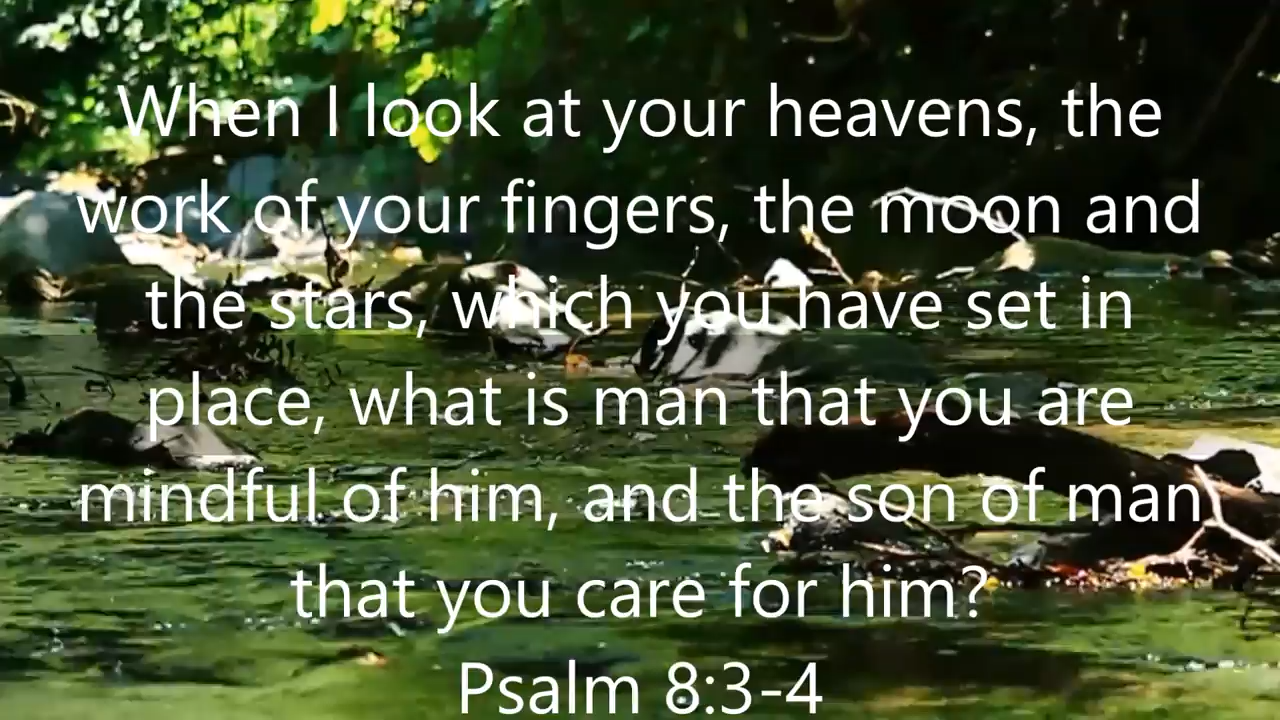 When I look at your heavens, the
work of your fingers, the moon and
the stars, which you have set in
place, what is man that you are
mindful of him, and the son of man
that you care for him?
Psalm 8:3-4